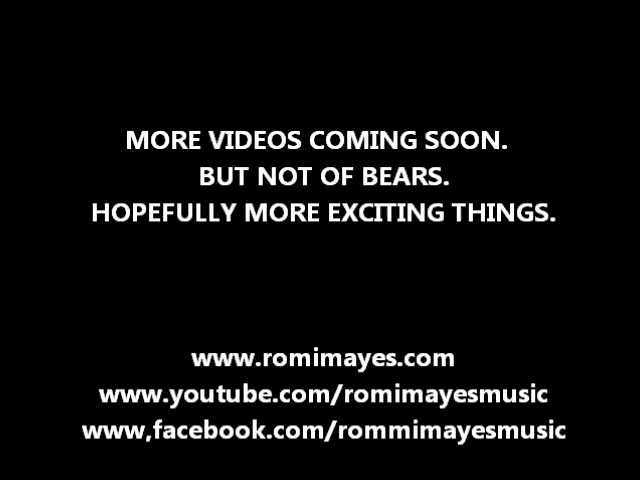 MORE VIDEOS COMING SOON.
BUT NOT OF BEARS.
HOPEFULLY MORE EXCITING THINGS.
www.romimayes.com
www.youtube.com/romimayesmusic
www,facebook.com/rommimayesmusic